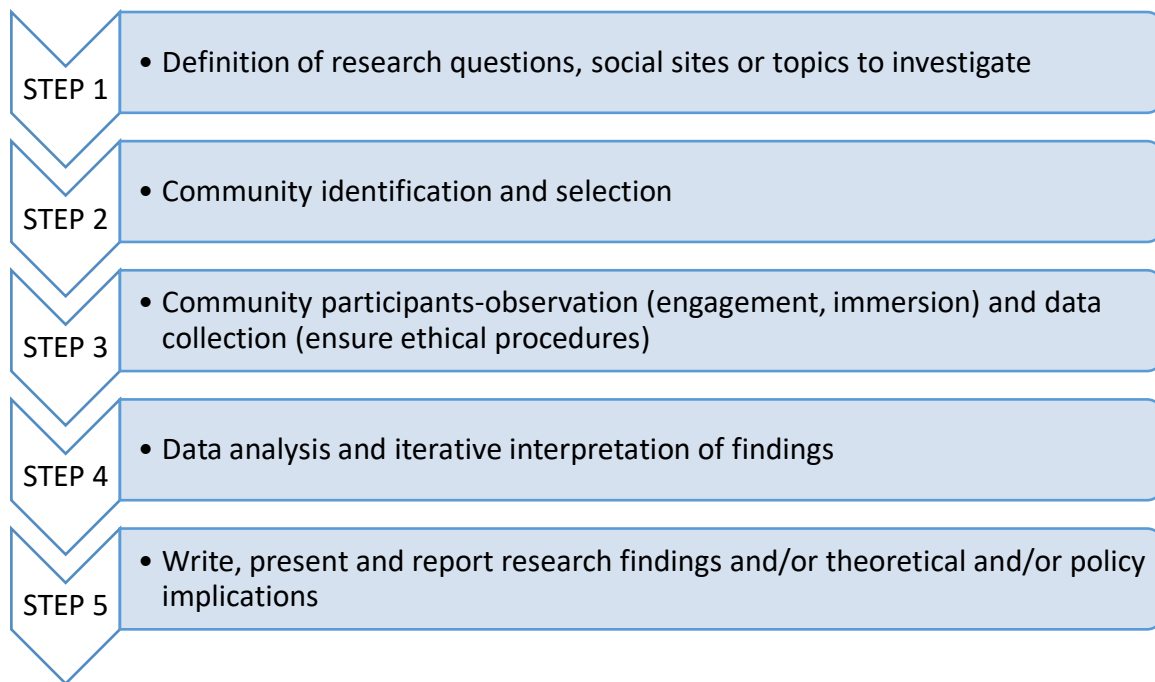 STEP 1
• Definition of research questions, social sites or topics to investigate
STEP 2
• Community identification and selection
STEP 3
• Community participants-observation (engagement, immersion) and data
collection (ensure ethical procedures)
STEP 4
• Data analysis and iterative interpretation of findings
STEP 5
• Write, present and report research findings and/or theoretical and/or policy
implications